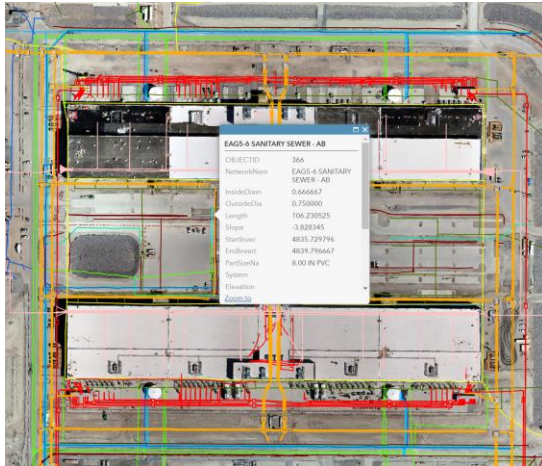 EAG5-6 SANITARY SEWER - AB
OBJECTID 366
NetworkNam EAG5-6 SANITARY
SEWER - AB
InsideDiam 0.666667
OutsideDia 0.750000
Length 106.230525
Slope -3.828345
StartInver 4835.729796
EndInvert 4839.796667
PartSizeNa 8.00 IN PVC
System
Elevation
Zoom to